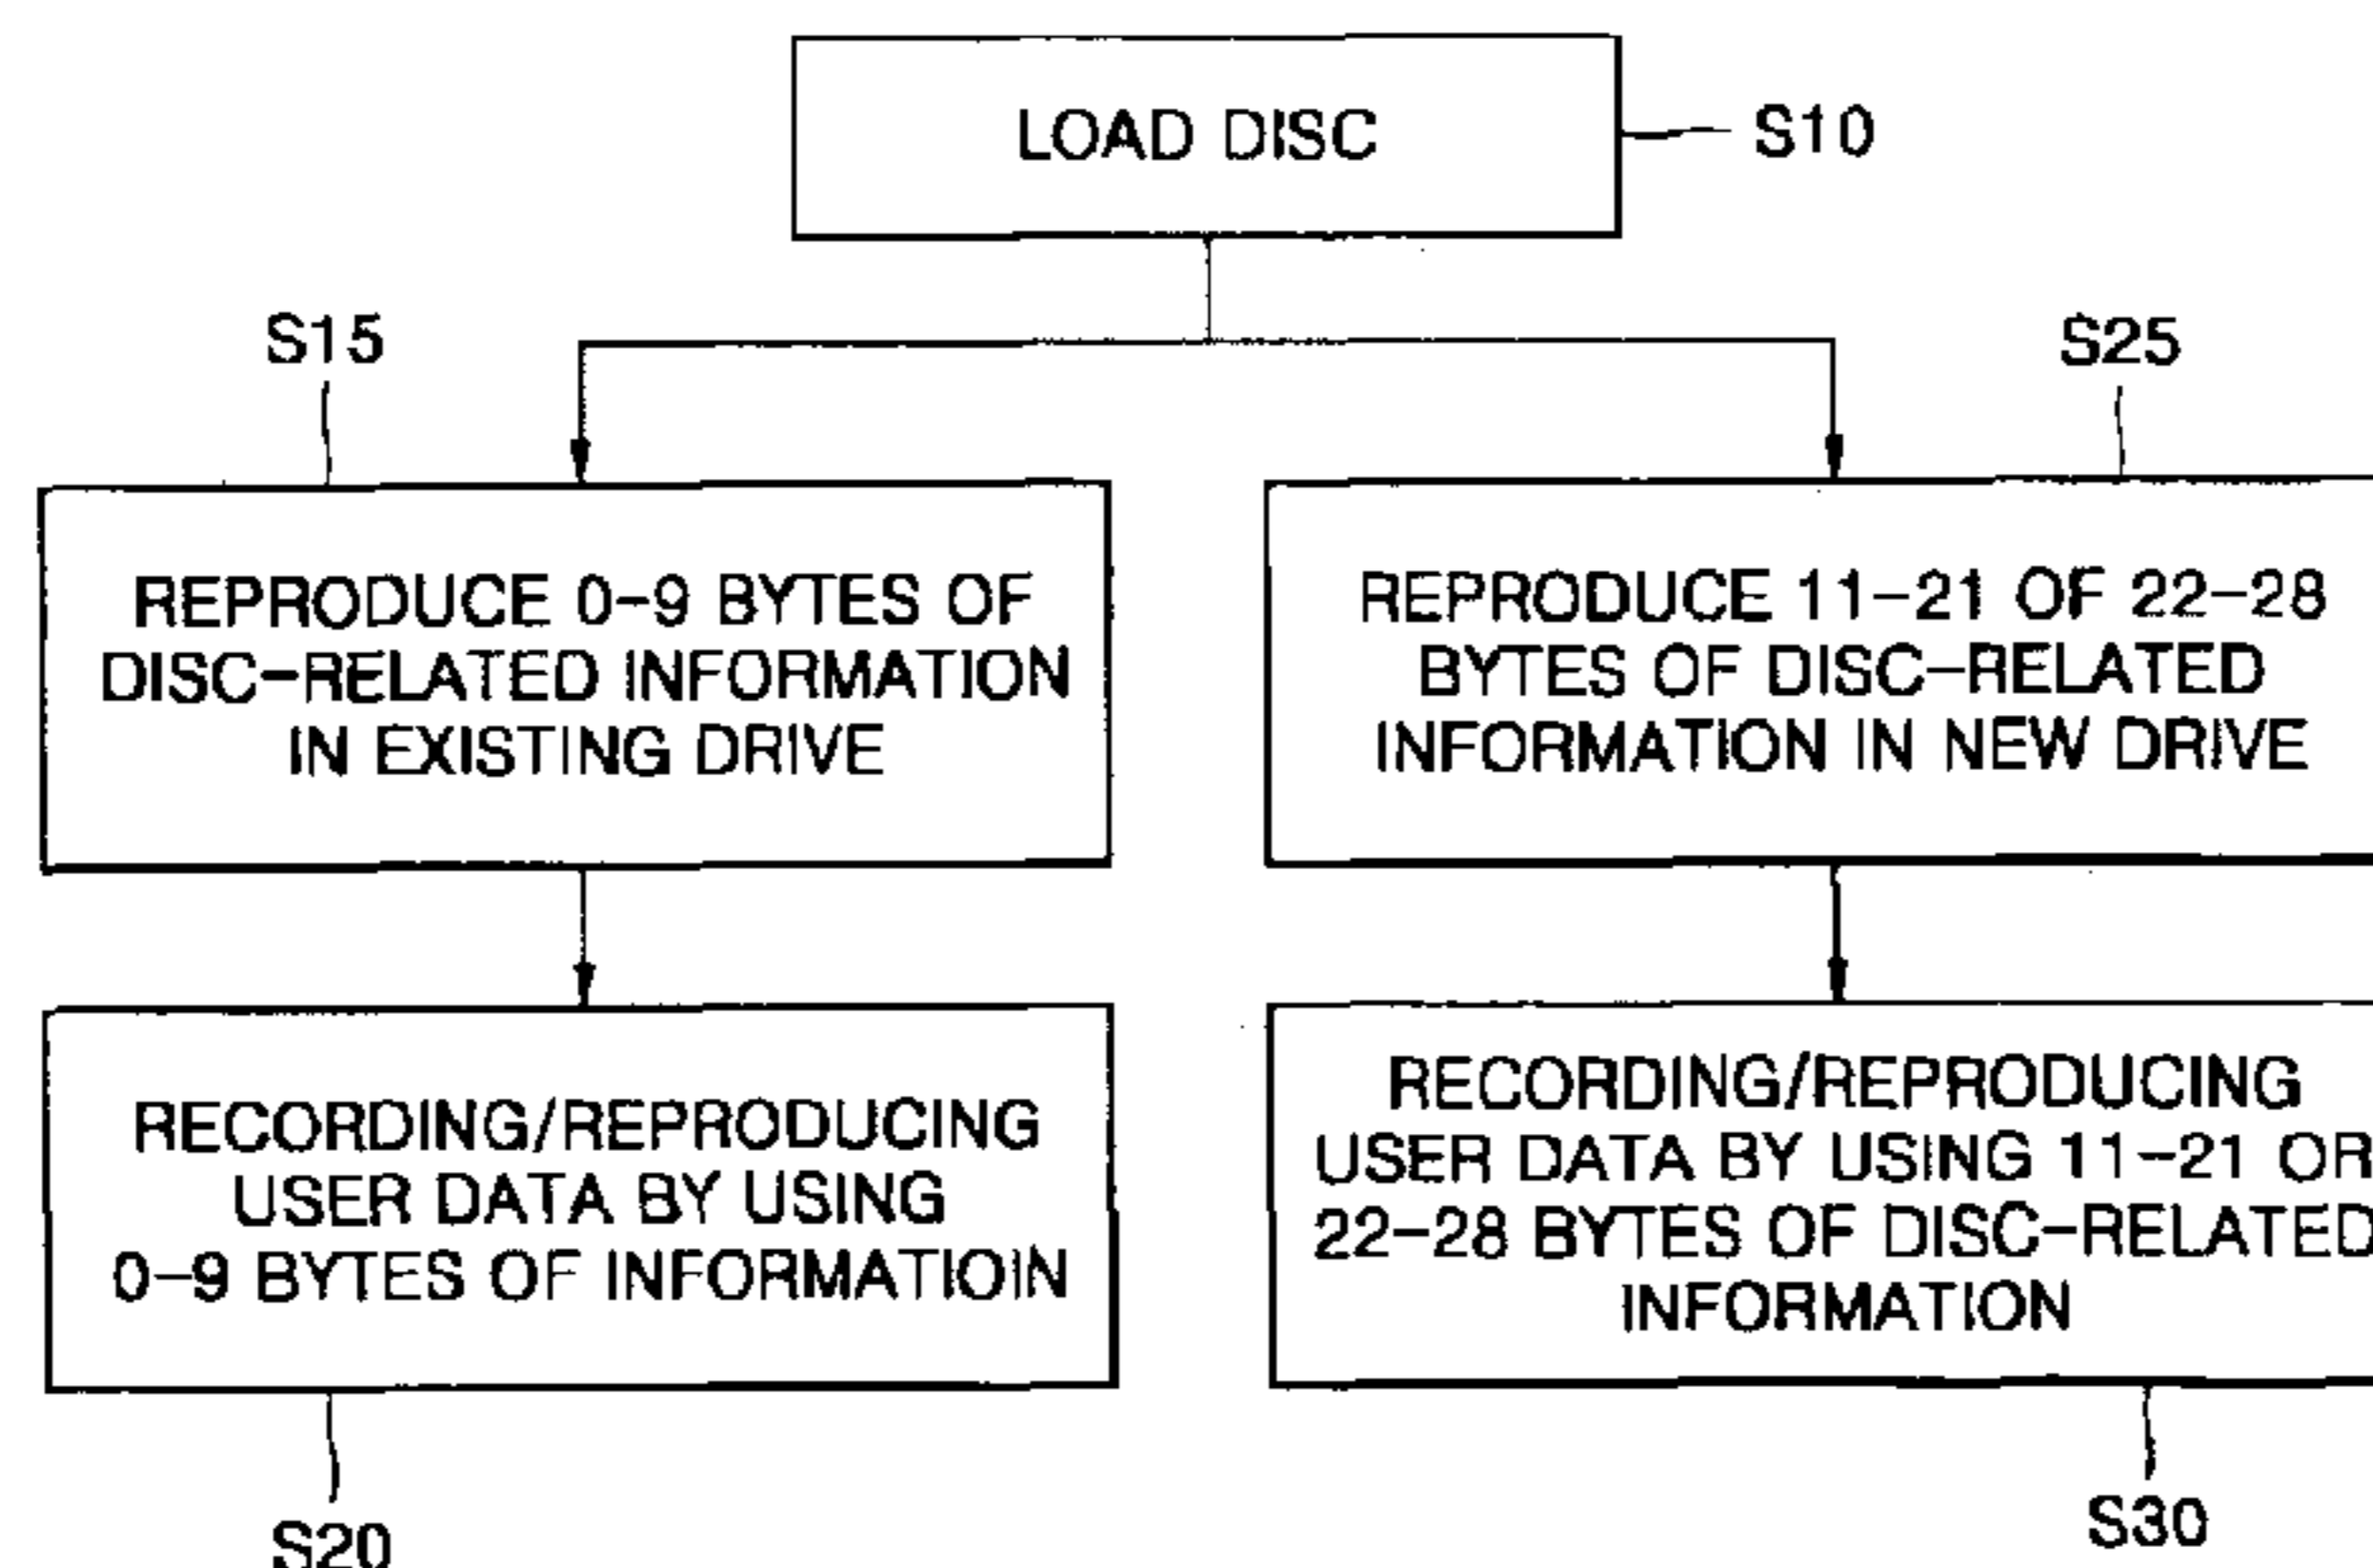 LOAD DISC
S10
S15
S25
REPRODUCE 0-9 BYTES OF
DISC-RELATED INFORMATION
IN EXISTING DRIVE
REPRODUCE 11-21 OF 22-28
BYTES OF DISC-RELATED
INFORMATION IN NEW DRIVE
RECORDING/REPRODUCING
USER DATA BY USING
0-9 BYTES OF INFORMATIOIN
RECORDING/REPRODUCING
USER DATA BY USING 11-21 OR
22-28 BYTES OF DISC-RELATED
INFORMATION
S20
S30